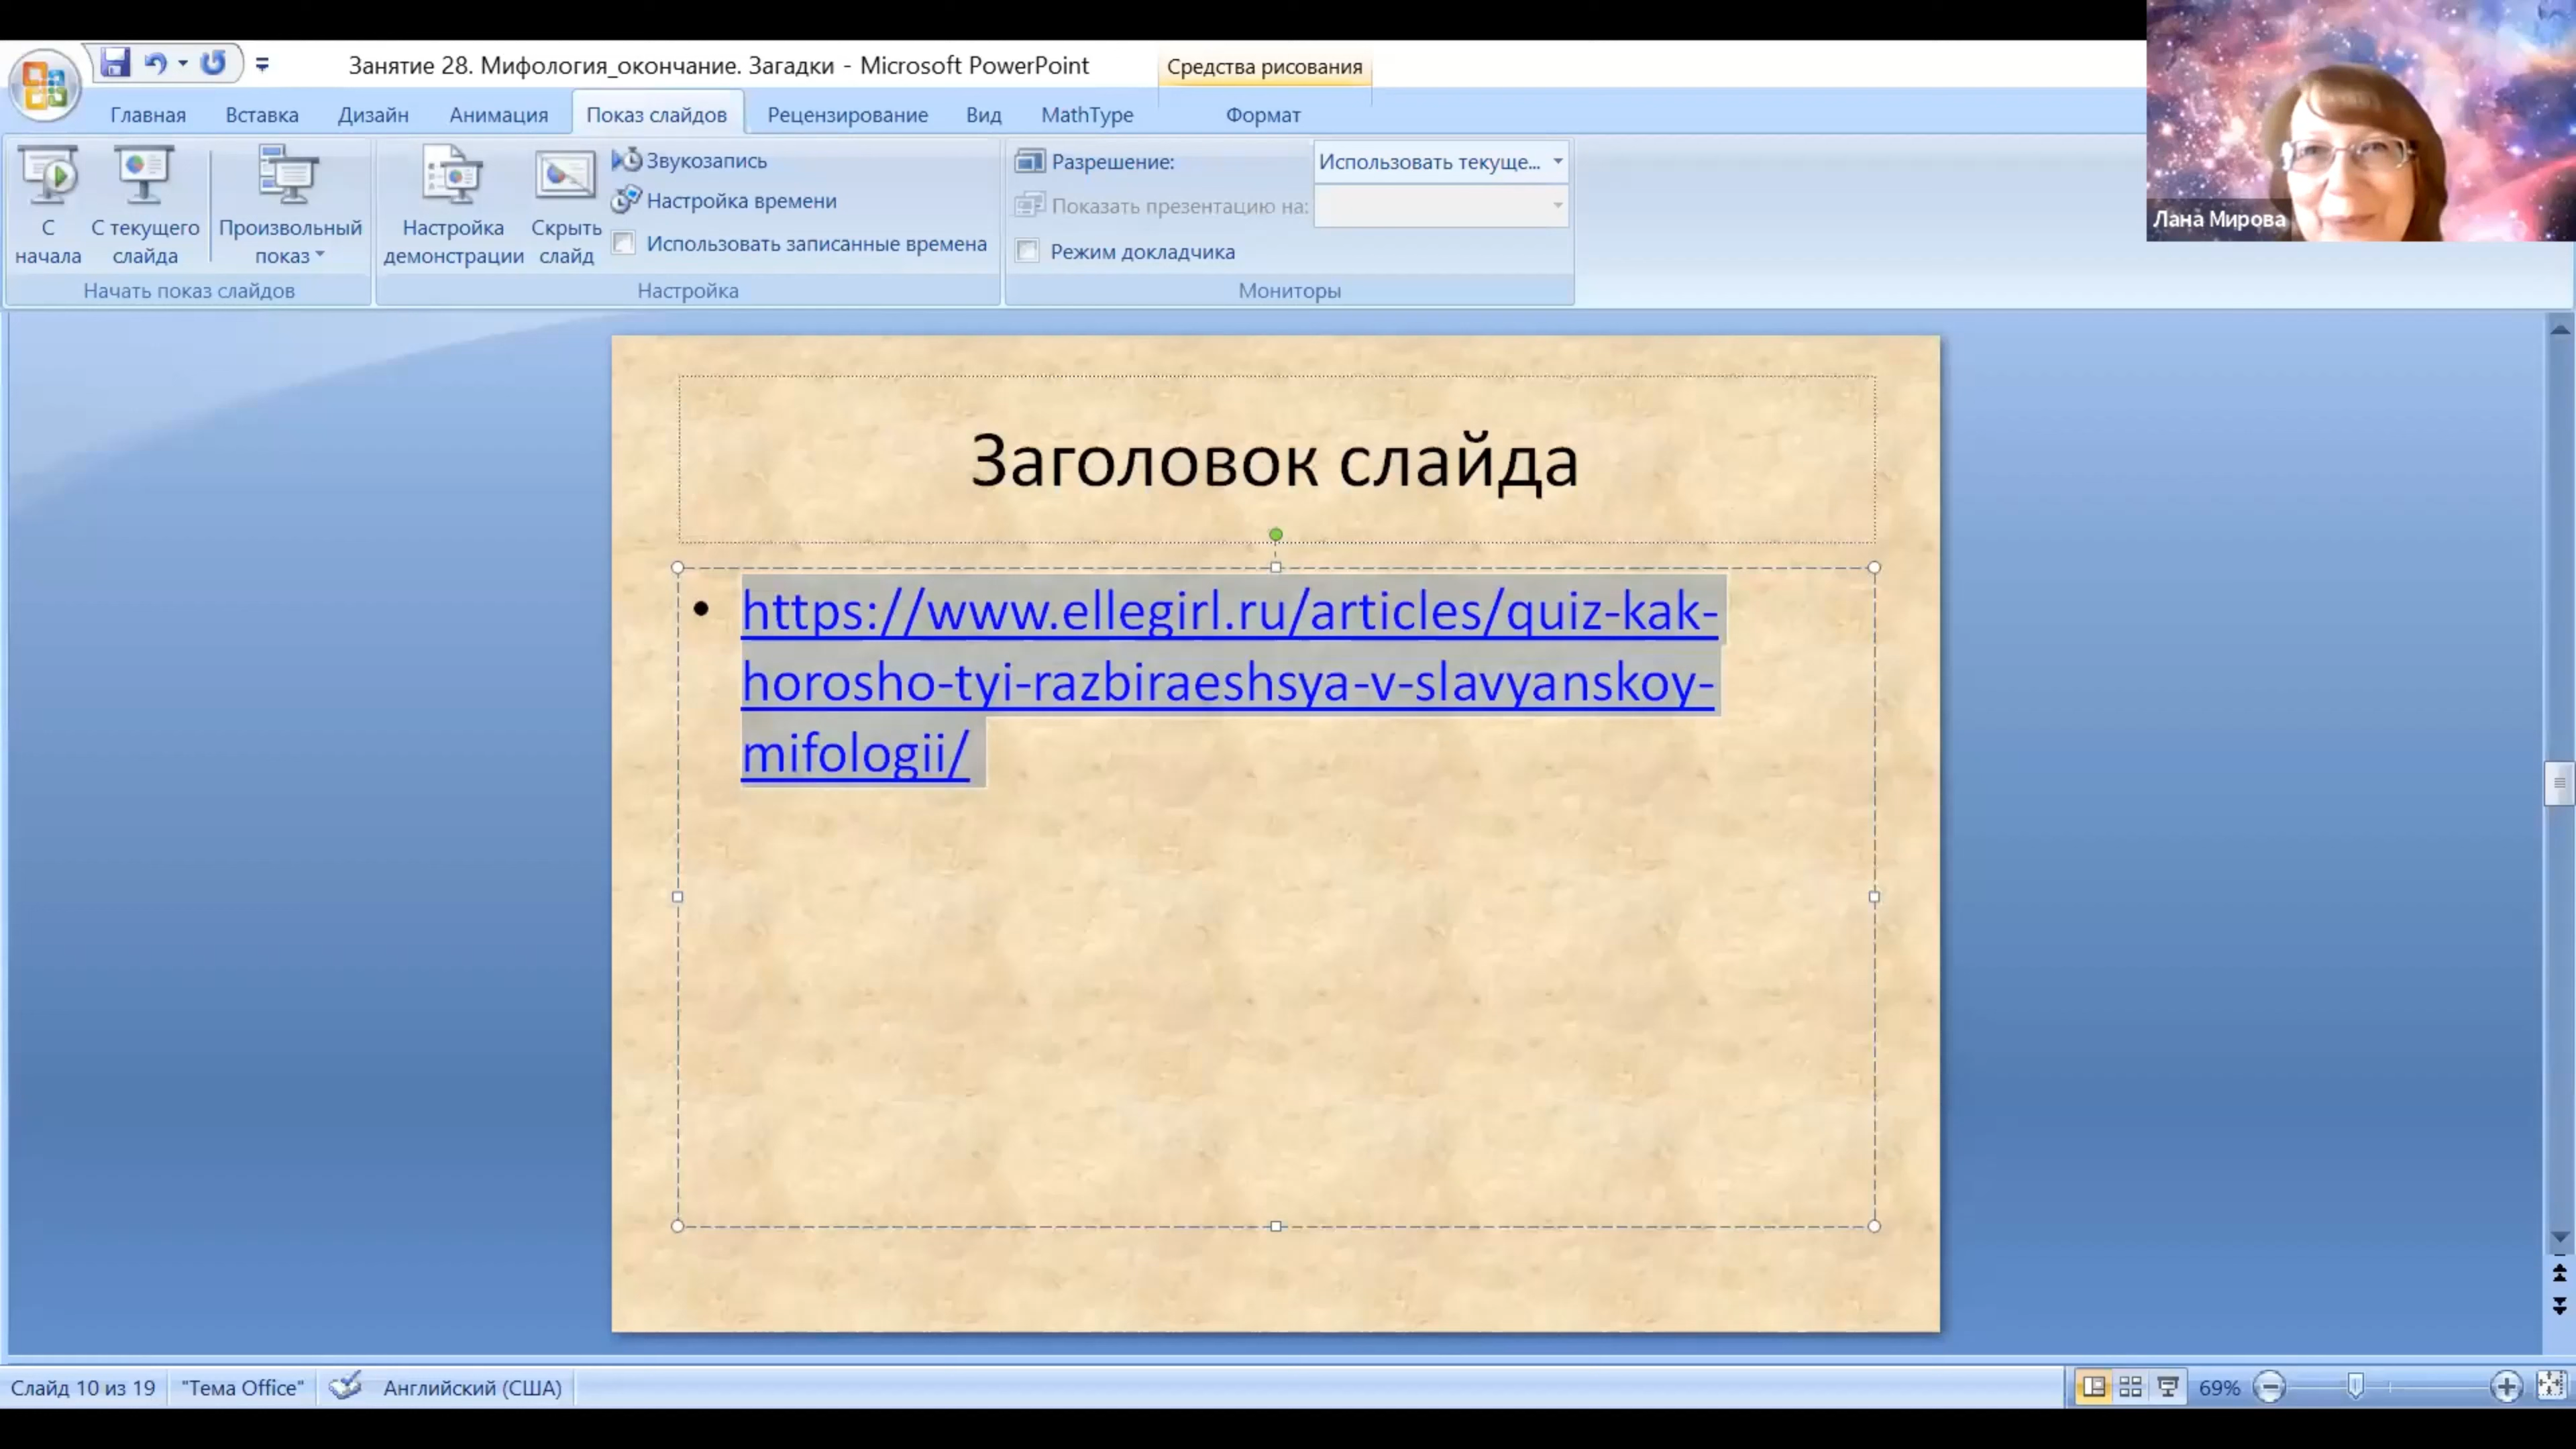 Занятие 28. Мифология_окончание. Загадки - Microsoft PowerPoint
Средства рисования
Главная
Вставка
Дизайн
Анимация
Показ слайдов
Рецензирование
Вид
MathType
Формат
С начала
С текущего слайда
Произвольный показ
Начать показ слайдов
Настройка демонстрации
Скрыть слайд
Звукозапись
Настройка времени
Использовать записанные времена
Настройка
Разрешение:
Использовать текуще...
Показать презентацию на:
Режим докладчика
Мониторы
Лана Мирова
Заголовок слайда
• https://www.ellegirl.ru/articles/quiz-kak-
horosho-tyi-razbiraeshsya-v-slavyanskoy-
mifologii/
Слайд 10 из 19
"Тема Office"
Английский (США)
69%